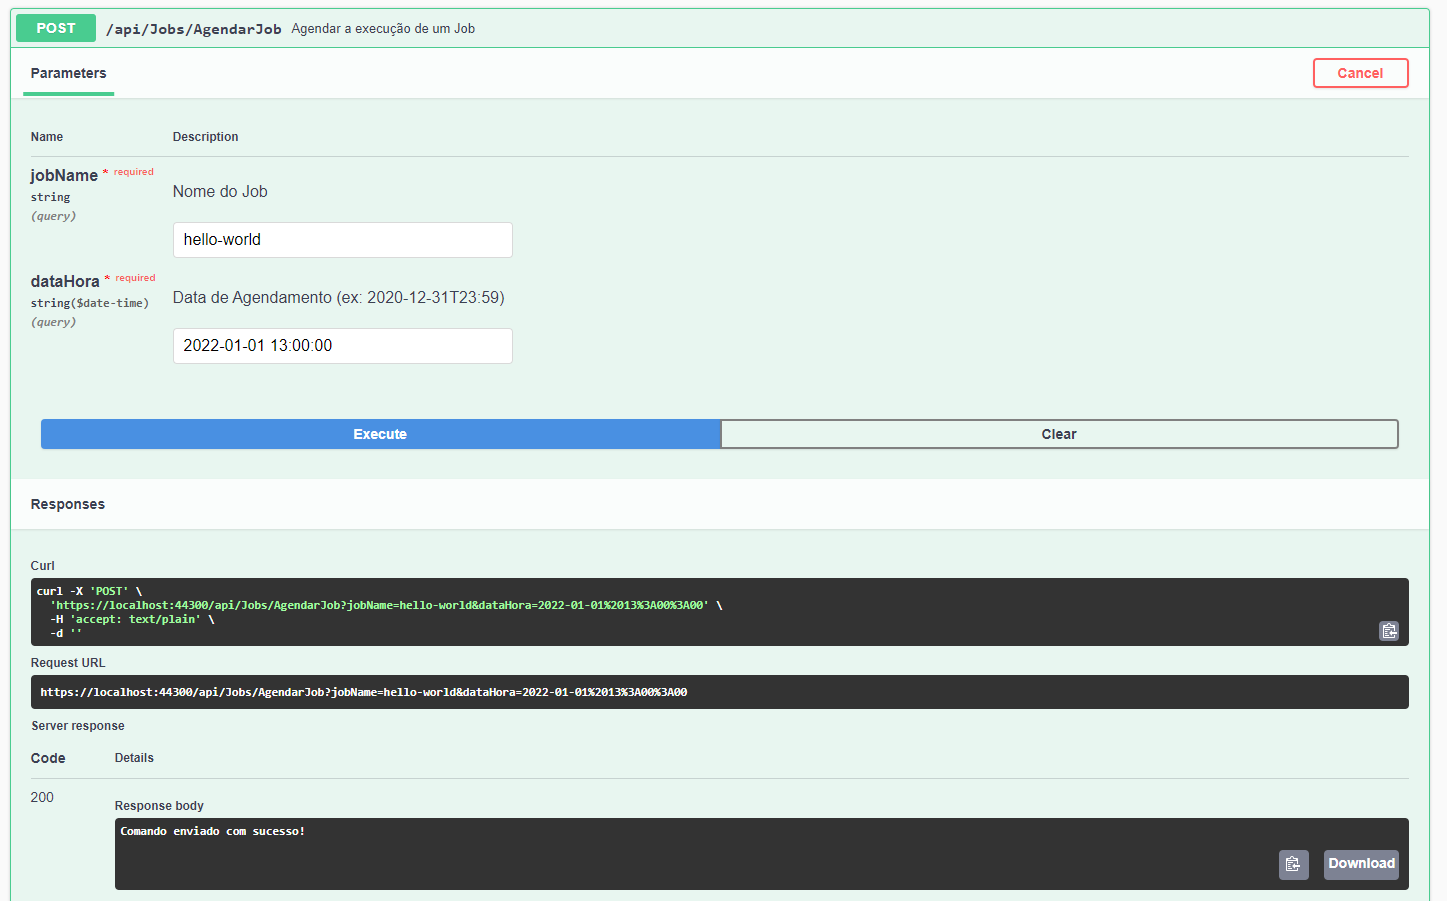 POST /api/Jobs/AgendarJob Agendar a execução de um Job
Parameters
Cancel
Name Description
jobName * required
string
(query)
Nome do Job
hello-world
dataHora * required
string($date-time)
(query)
Data de Agendamento (ex: 2020-12-31T23:59)
2022-01-01 13:00:00
Execute
Clear
Responses
Curl
curl -X 'POST' \
'https://localhost:44300/api/Jobs/AgendarJob?jobName=hello-world&dataHora=2022-01-01%2013%3A00%3A00' \
-H 'accept: text/plain' \
-d ''
Request URL
https://localhost:44300/api/Jobs/AgendarJob?jobName=hello-world&dataHora=2022-01-01%2013%3A00%3A00
Server response
Code Details
200
Response body
Comando enviado com sucesso!
Download